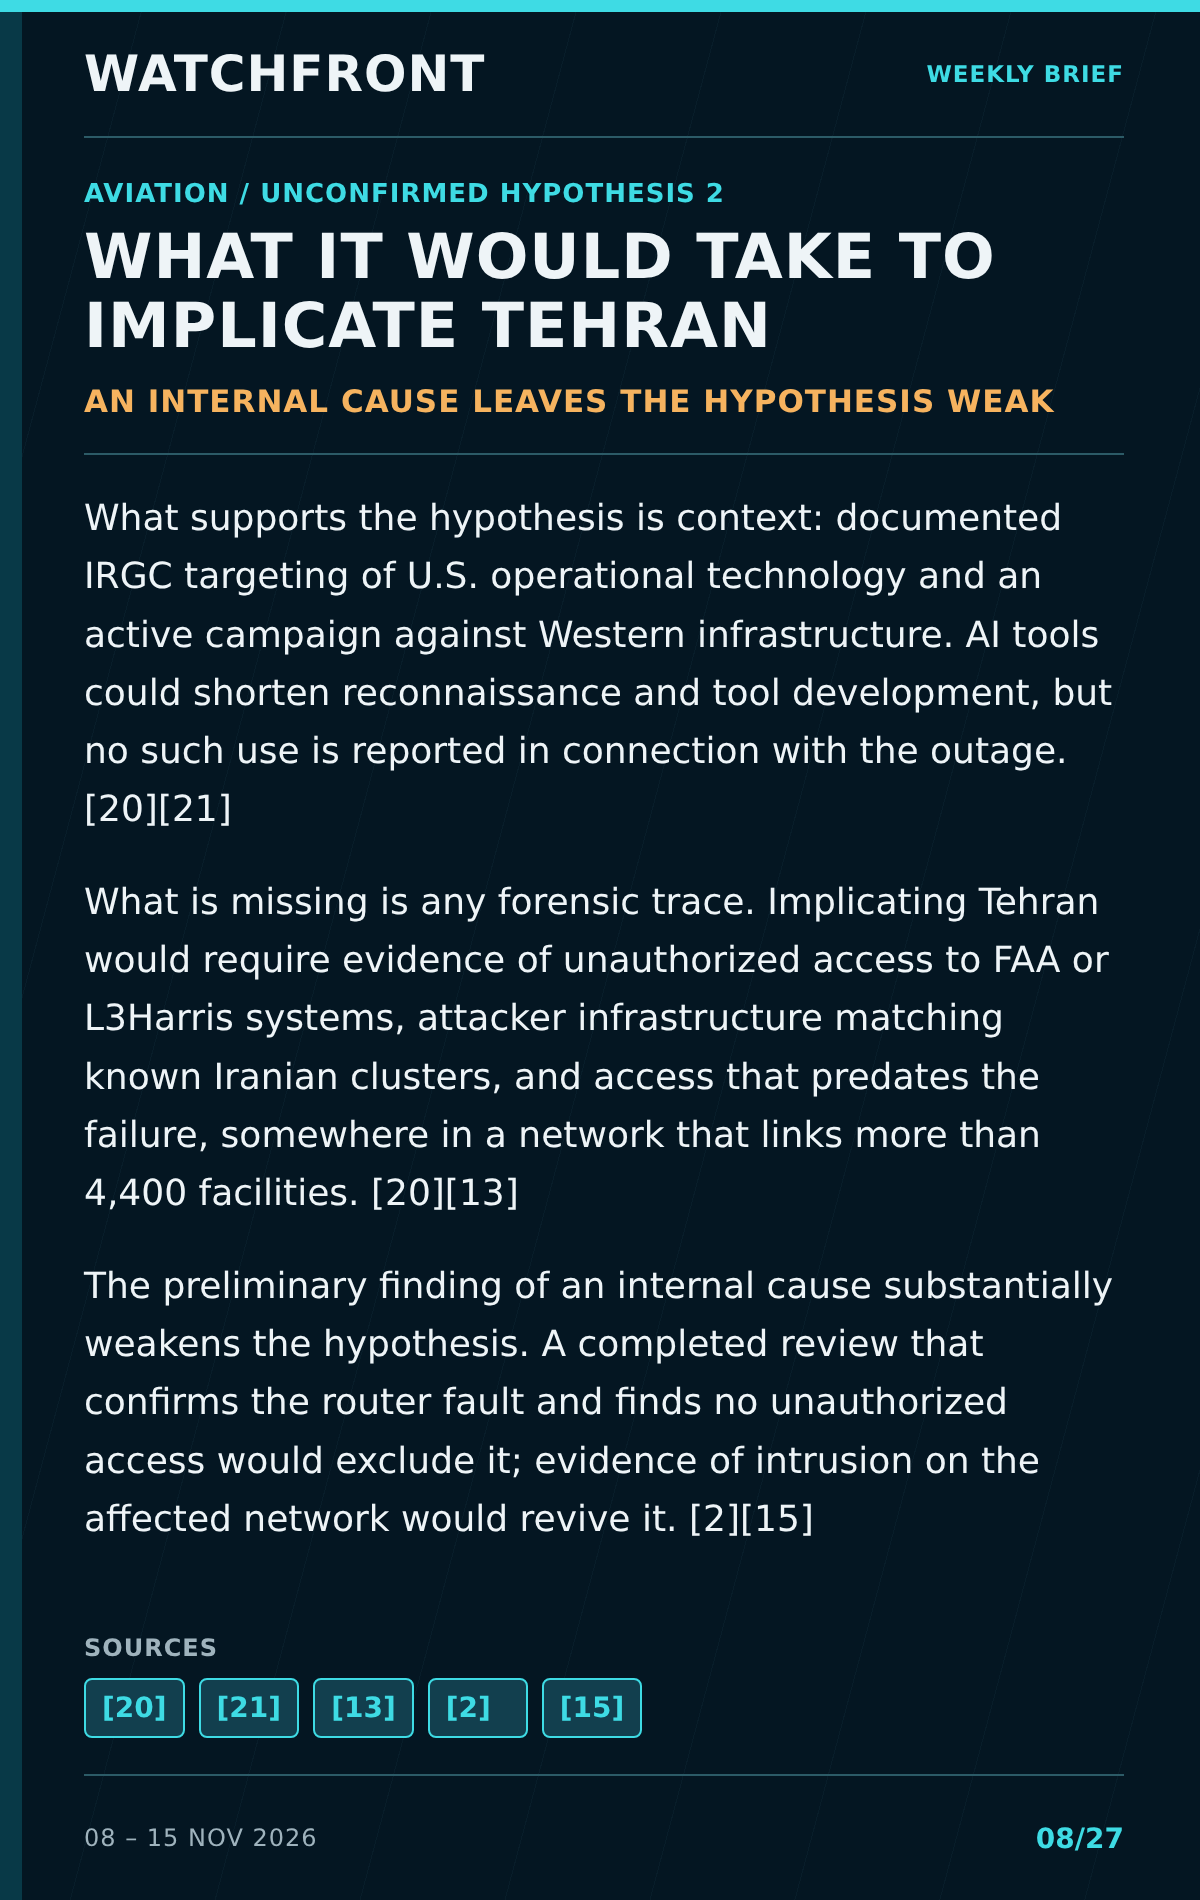 WATCHFRONT
WEEKLY BRIEF
AVIATION / UNCONFIRMED HYPOTHESIS 2
WHAT IT WOULD TAKE TO
IMPLICATE TEHRAN
AN INTERNAL CAUSE LEAVES THE HYPOTHESIS WEAK
What supports the hypothesis is context: documented
IRGC targeting of U.S. operational technology and an
active campaign against Western infrastructure. AI tools
could shorten reconnaissance and tool development, but
no such use is reported in connection with the outage.
[20][21]
What is missing is any forensic trace. Implicating Tehran
would require evidence of unauthorized access to FAA or
L3Harris systems, attacker infrastructure matching
known Iranian clusters, and access that predates the
failure, somewhere in a network that links more than
4,400 facilities. [20][13]
The preliminary finding of an internal cause substantially
weakens the hypothesis. A completed review that
confirms the router fault and finds no unauthorized
access would exclude it; evidence of intrusion on the
affected network would revive it. [2][15]
SOURCES
[20] [21] [13] [2] [15]
08 – 15 NOV 2026
08/27